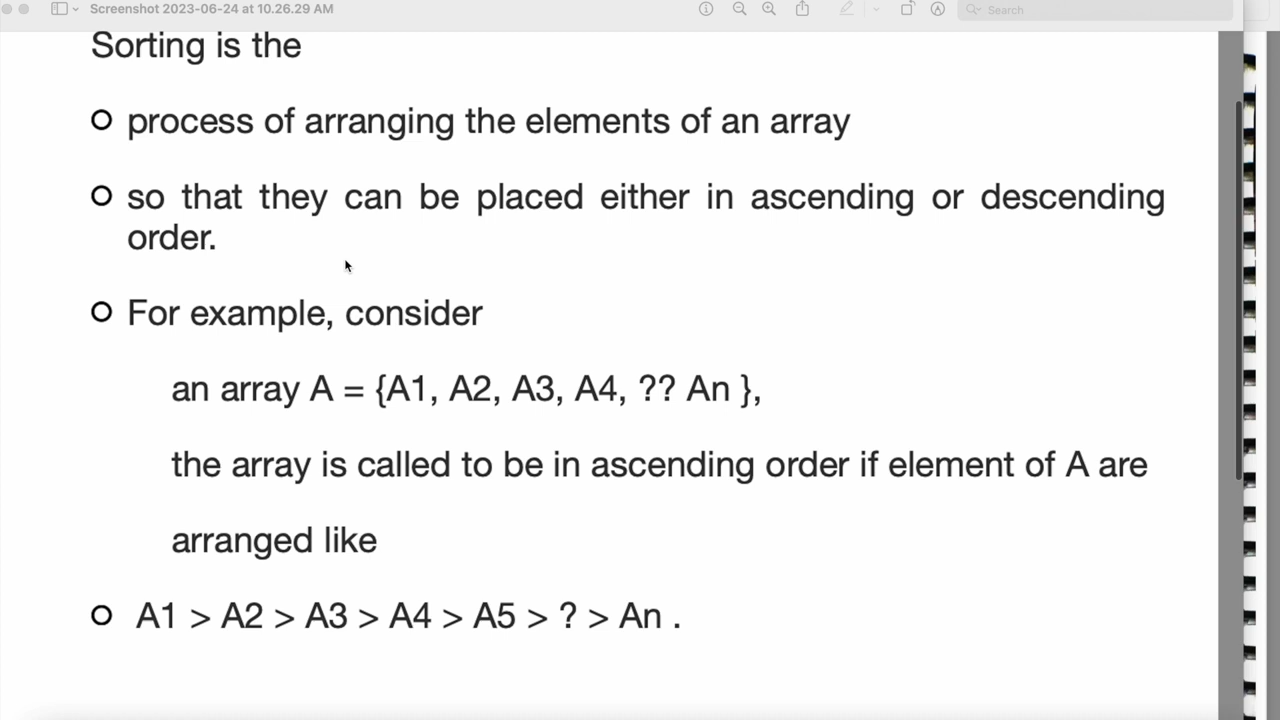 Screenshot 2023-06-24 at 10.26.29 AM
Search
Sorting is the
process of arranging the elements of an array
so that they can be placed either in ascending or descending
order.
For example, consider
an array A = {A1, A2, A3, A4, ?? An },
the array is called to be in ascending order if element of A are
arranged like
A1 > A2 > A3 > A4 > A5 > ? > An .